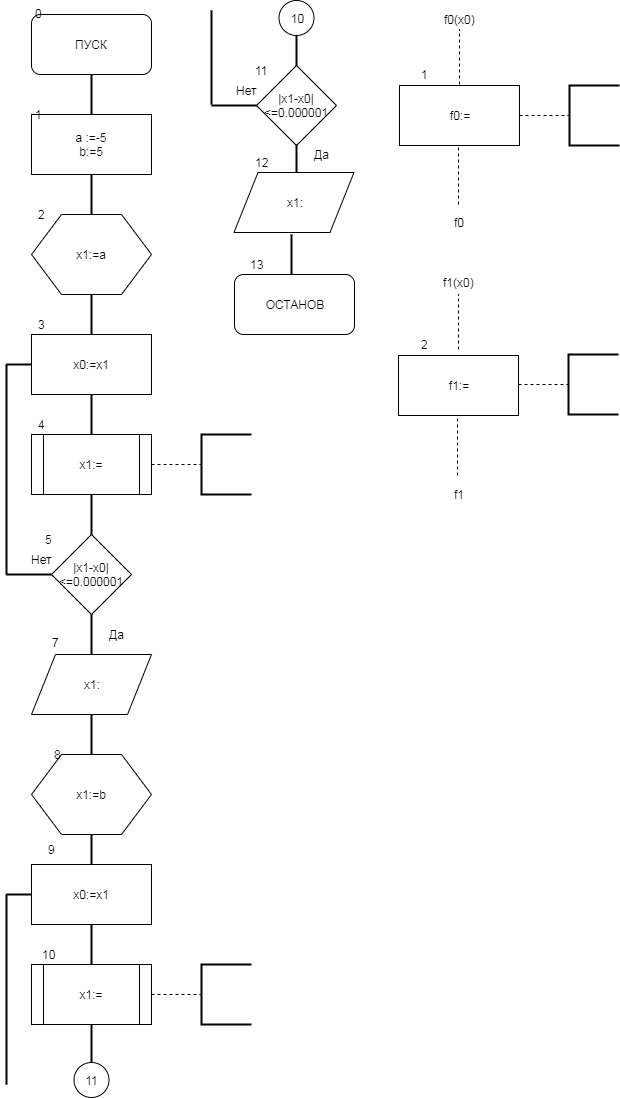 0
ПУСК
1
a :=-5
b:=5
2
x1:=a
3
x0:=x1
4
x1:=
5
Нет
|x1-x0|
<=0.000001
Да
7
x1:
8
x1:=b
9
x0:=x1
10
x1:=
11
10
11
Нет
|x1-x0|
<=0.000001
Да
12
x1:
13
ОСТАНОВ
f0(x0)
1
f0:=
f0
f1(x0)
2
f1:=
f1